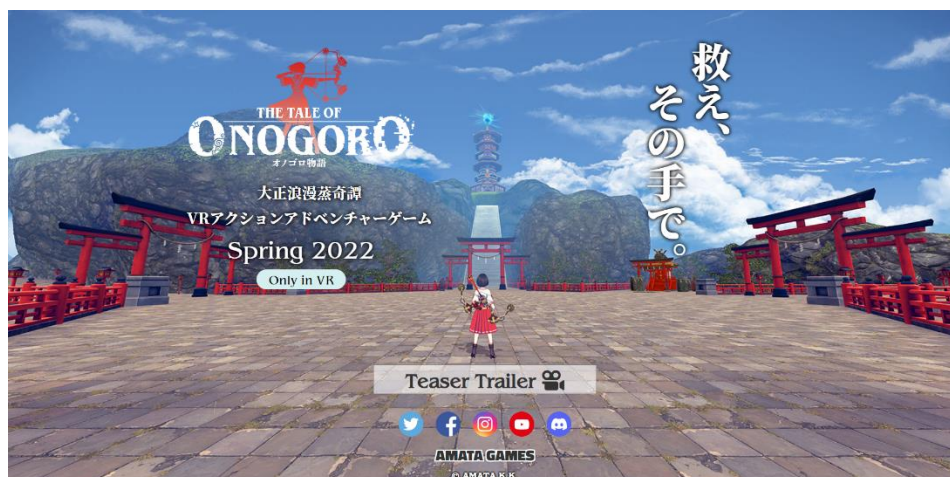 THE TALE OF
ONOGORO
オノゴロ物語
大正浪漫蒸奇譚
VRアクションアドベンチャーゲーム
Spring 2022
Only in VR
救え、
その手で。
Teaser Trailer
AMATA GAMES
© AMATA K.K.